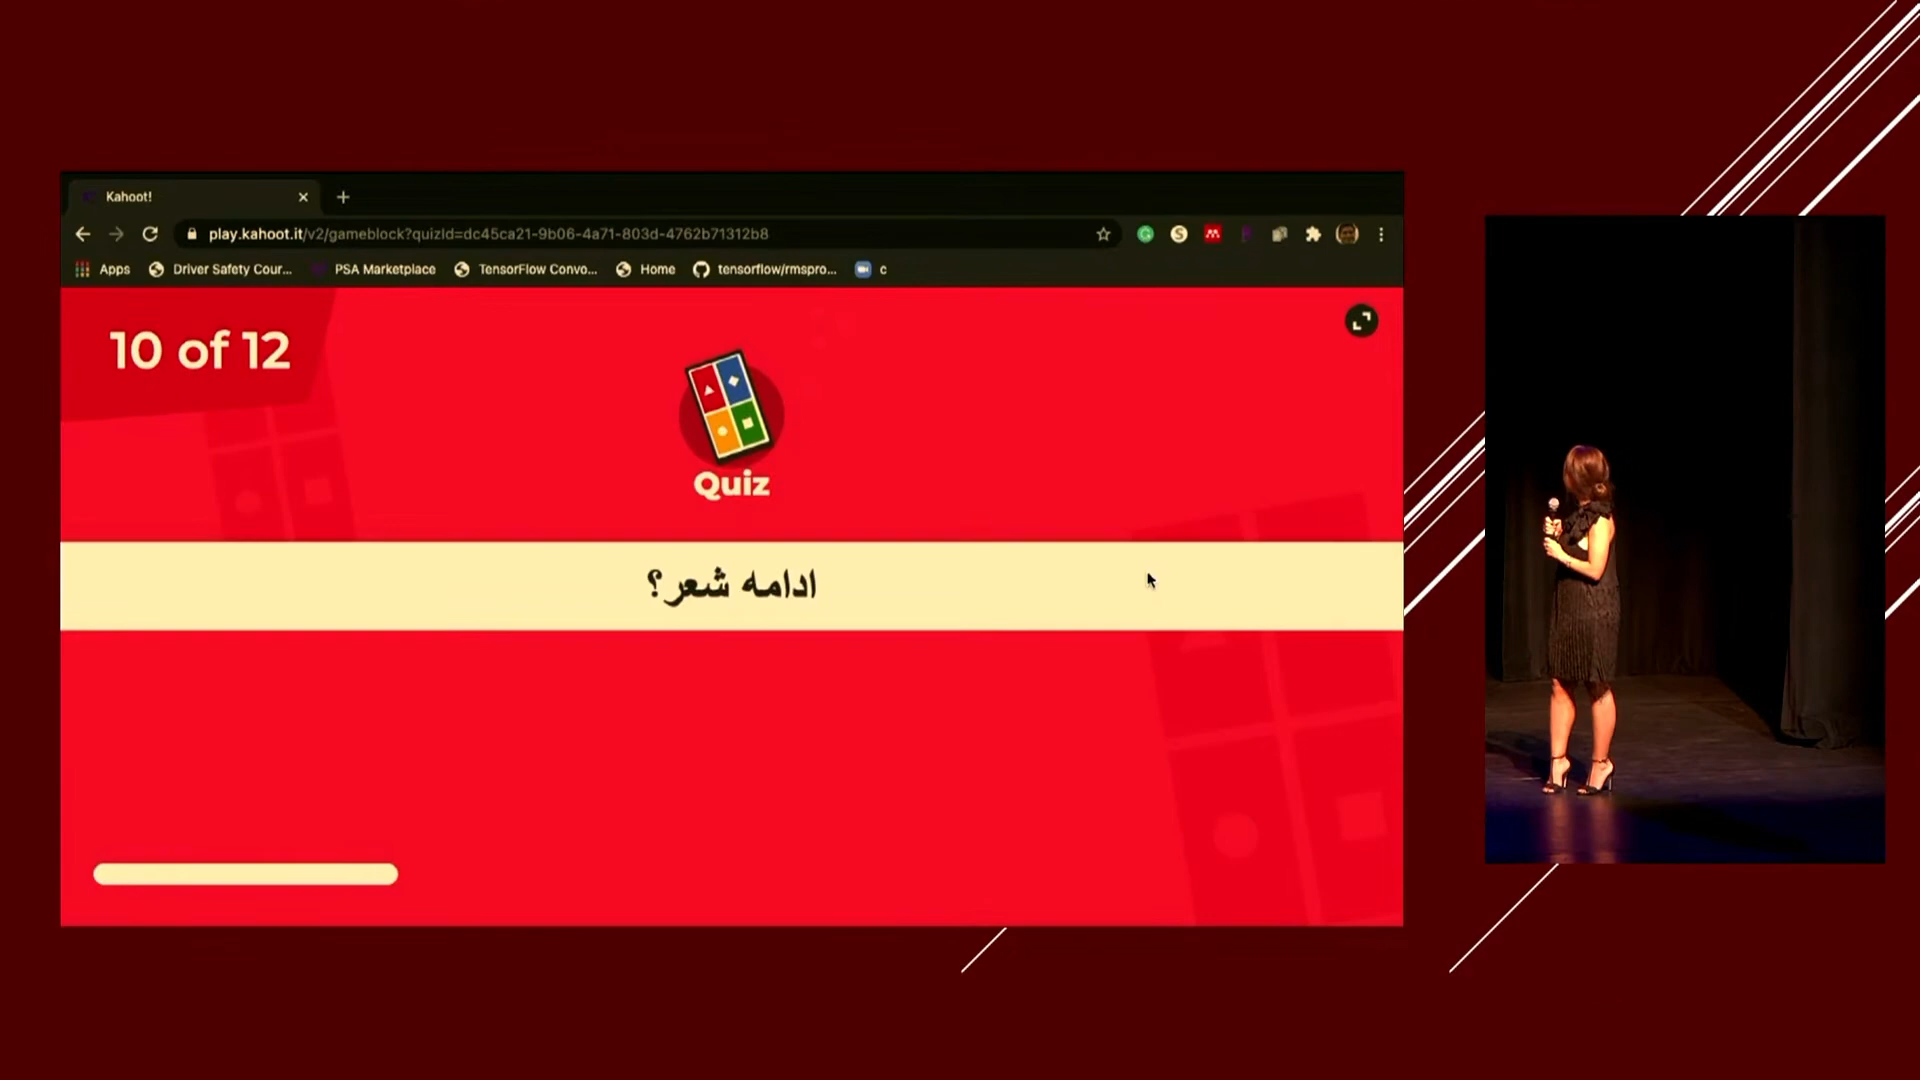 Kahoot!
play.kahoot.it/v2/gameblock?quizId=dc45ca21-9b06-4a71-803d-4762b71312b8
Apps
Driver Safety Cour...
PSA Marketplace
TensorFlow Convo...
Home
tensorflow/rmspro...
c
10 of 12
Quiz
ادامه شعر؟